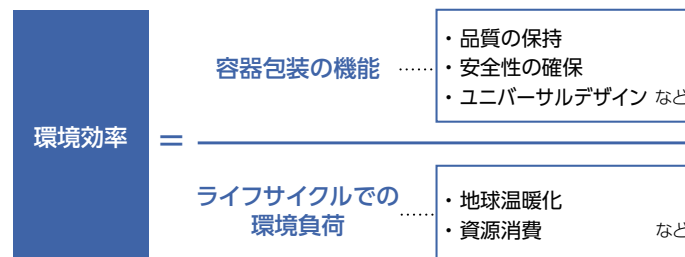 環境効率
＝
容器包装の機能 ……
・品質の保持
・安全性の確保
・ユニバーサルデザイン など
ライフサイクルでの
環境負荷 ……
・地球温暖化
・資源消費 など